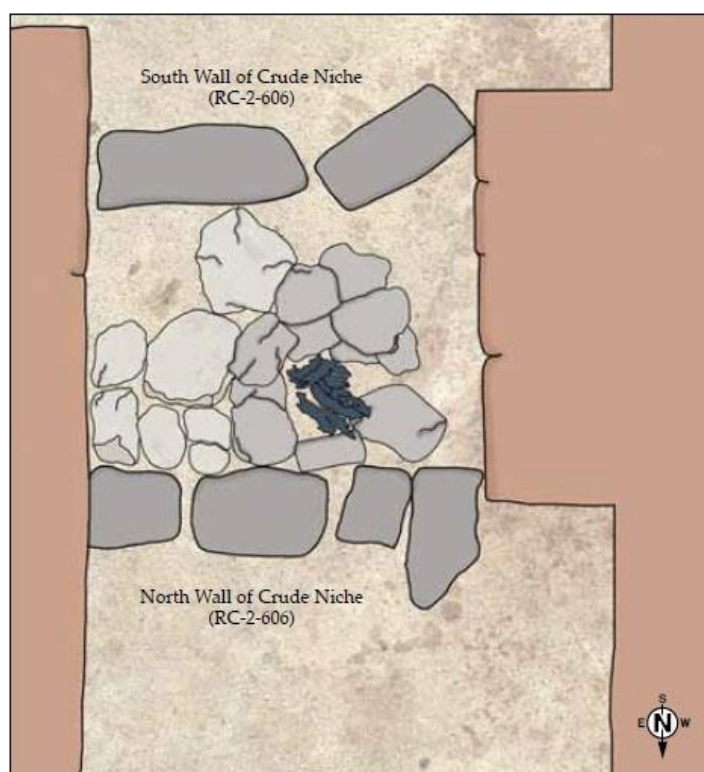 South Wall of Crude Niche
(RC-2-606)
North Wall of Crude Niche
(RC-2-606)
S
E N W